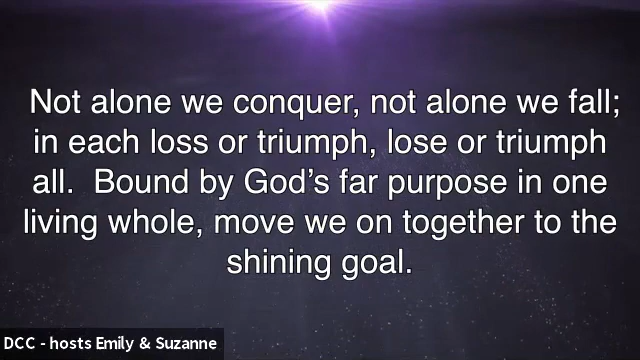 Not alone we conquer, not alone we fall;
in each loss or triumph, lose or triumph
all.  Bound by God’s far purpose in one
living whole, move we on together to the
shining goal.
DCC - hosts Emily & Suzanne